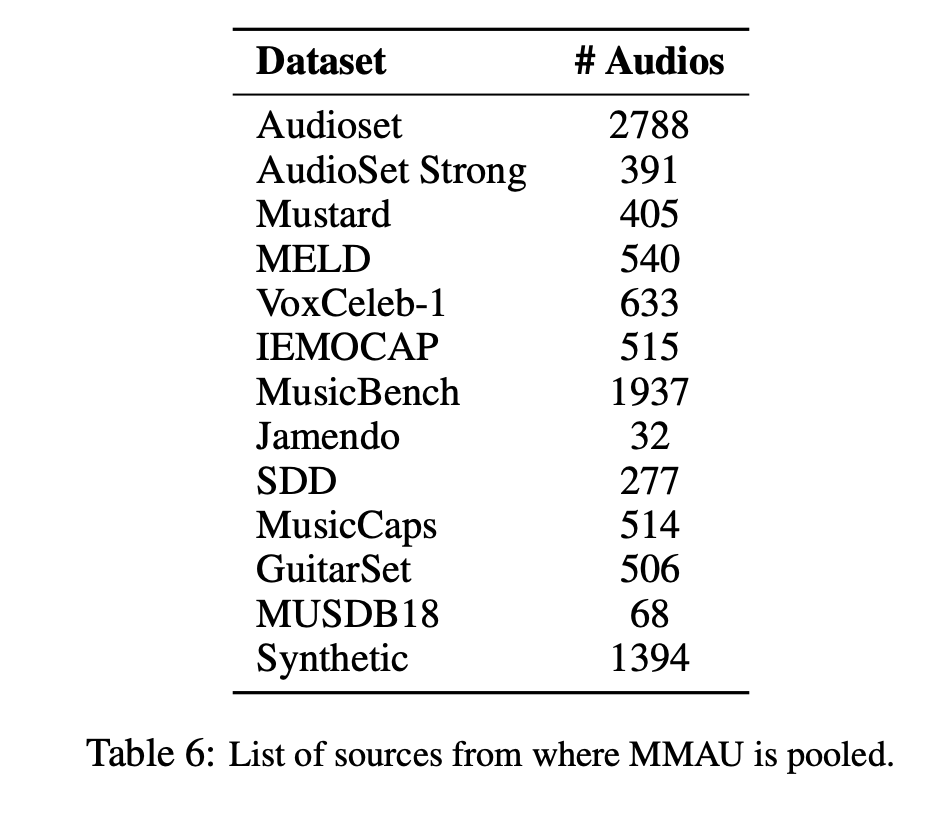 Dataset # Audios
Audioset 2788
AudioSet Strong 391
Mustard 405
MELD 540
VoxCeleb-1 633
IEMOCAP 515
MusicBench 1937
Jamendo 32
SDD 277
MusicCaps 514
GuitarSet 506
MUSDB18 68
Synthetic 1394
Table 6: List of sources from where MMAU is pooled.